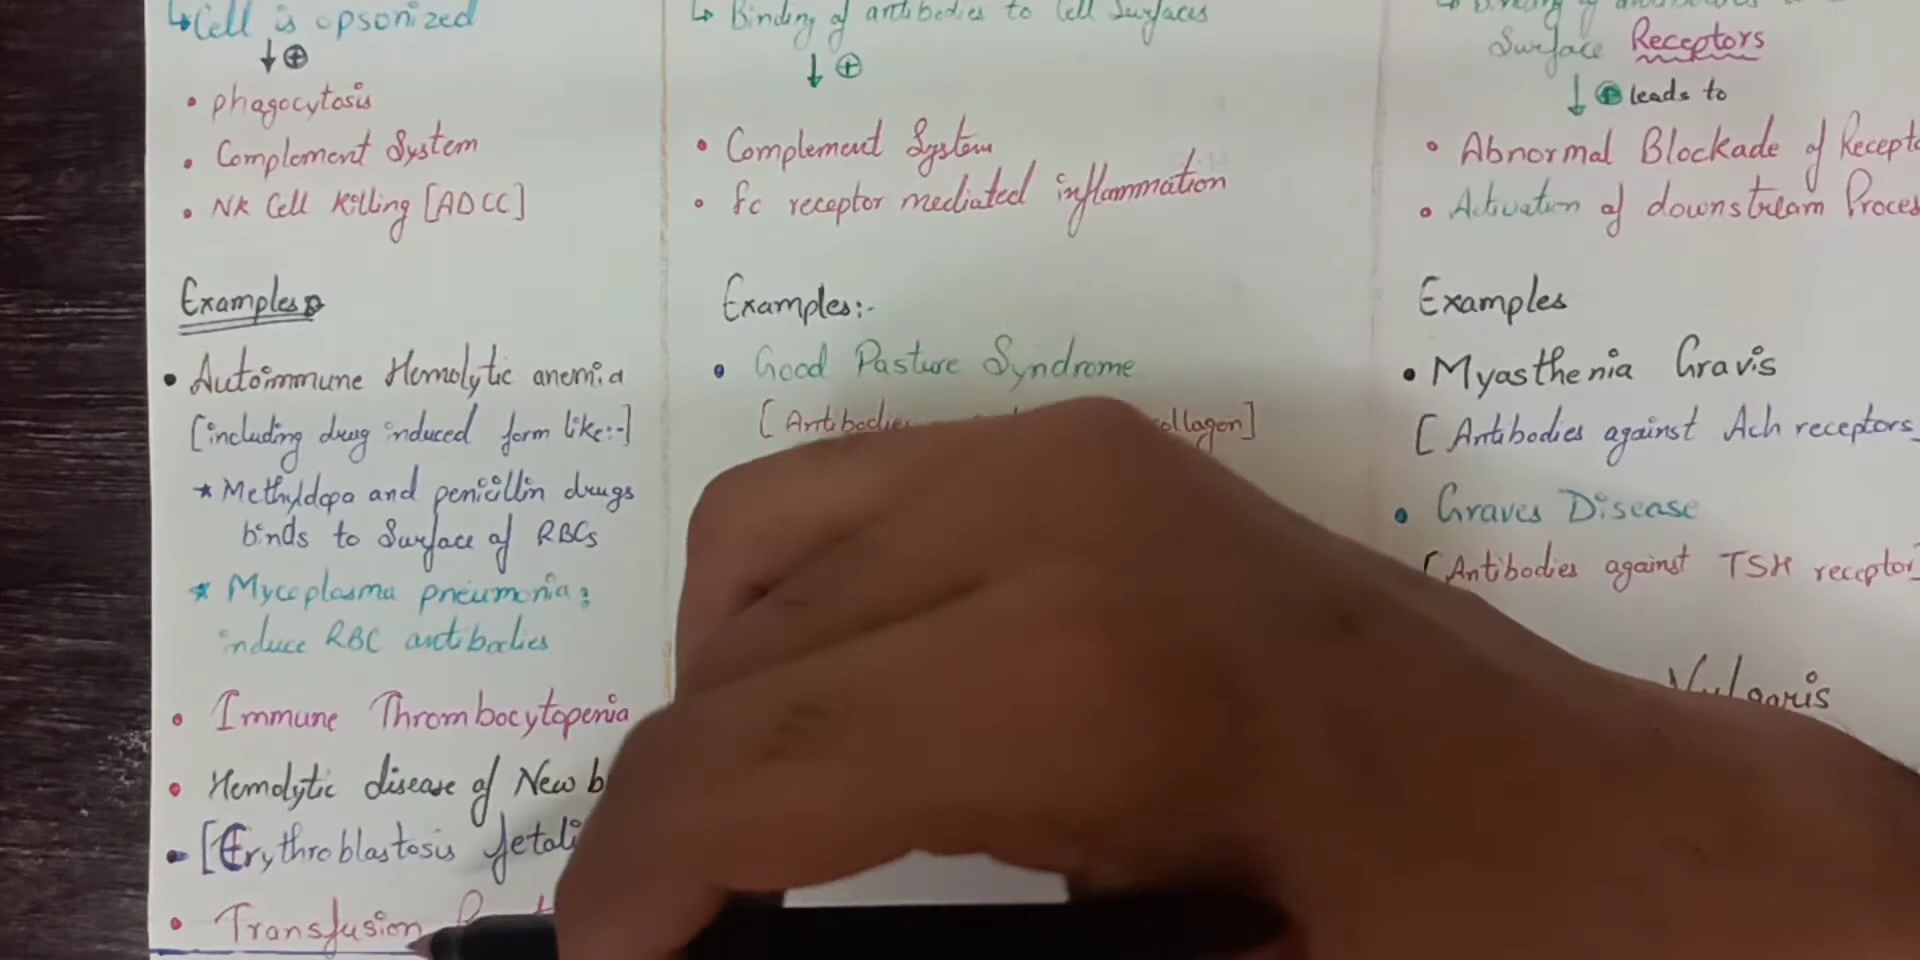 ↳ Cell is opsonized
↓ ⊕
• phagocytosis
• Complement System
• NK Cell Killing [ADCC]
Examples
• Autoimmune Hemolytic anemia
[including drug induced form like:-]
* Methyldopa and penicillin drugs
binds to Surface of RBCs
* Mycoplasma pneumonia:
induce RBC antibodies
• Immune Thrombocytopenia
• Hemolytic disease of New b
[Erythroblastosis fetali
• Transfusion
↳ Binding of antibodies to Cell Surfaces
↓ ⊕
• Complement System
• Fc receptor mediated inflammation
Examples:-
• Good Pasture Syndrome
[Antibodies ollagen]
Surface Receptors
↓ ⊕ leads to
• Abnormal Blockade of Recept
• Activation of downstream Proces
Examples
• Myasthenia Gravis
[Antibodies against Ach receptors
• Graves Disease
[Antibodies against TSH receptor]
Vulgaris